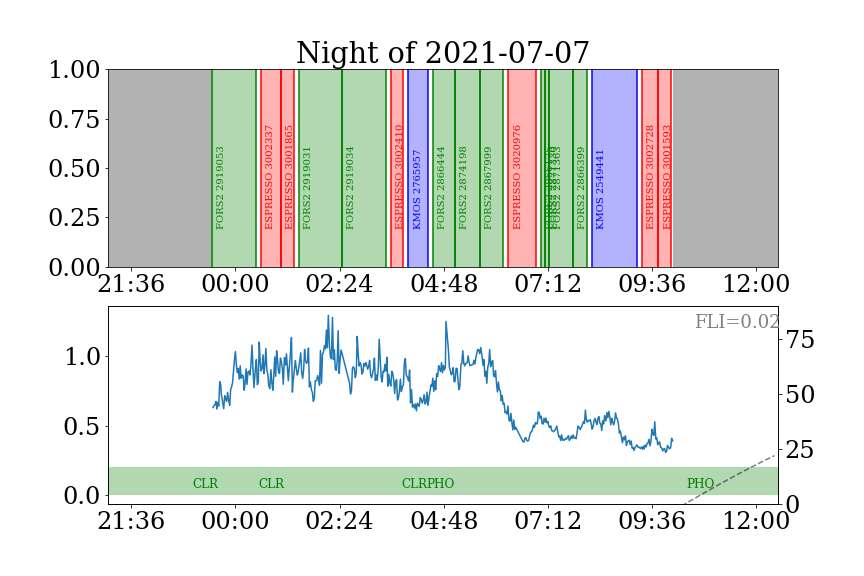 Night of 2021-07-07
1.00
0.75
0.50
0.25
0.00
FORS2 2919053
ESPRESSO 3002337
ESPRESSO 3001865
FORS2 2919031
FORS2 2919034
ESPRESSO 3002410
KMOS 2765957
FORS2 2866444
FORS2 2874198
FORS2 2867999
ESPRESSO 3020976
FORS2 2871363
FORS2 2866399
KMOS 2549441
ESPRESSO 3002728
ESPRESSO 3001593
21:36 00:00 02:24 04:48 07:12 09:36 12:00
FLI=0.02
1.0
0.5
0.0
75
50
25
0
CLR CLR CLR PHO PHO
21:36 00:00 02:24 04:48 07:12 09:36 12:00